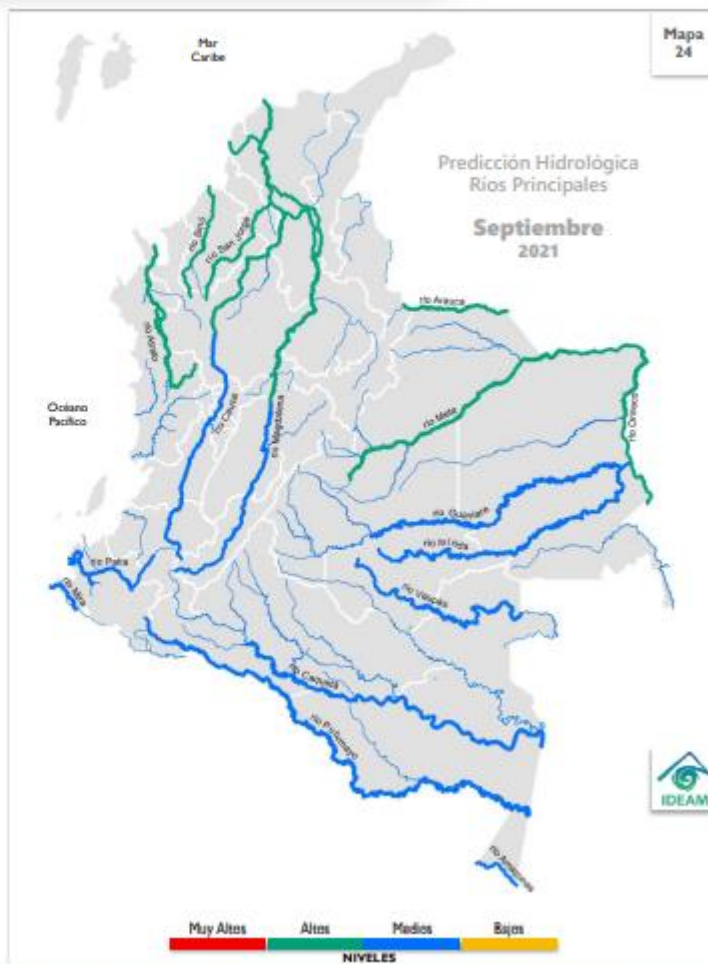 Mar
Caribe
Mapa
24
Predicción Hidrológica
Ríos Principales
Septiembre
2021
río Sinú
río San Jorge
río Arauca
río Atrato
Océano
Pacífico
río Cauca
río Magdalena
río Meta
río Orinoco
río Guaviare
río Inírida
río Patía
río Mira
río Vaupés
río Caquetá
río Putumayo
IDEAM
río Amazonas
Muy Altos
Altos
Medios
Bajos
NIVELES